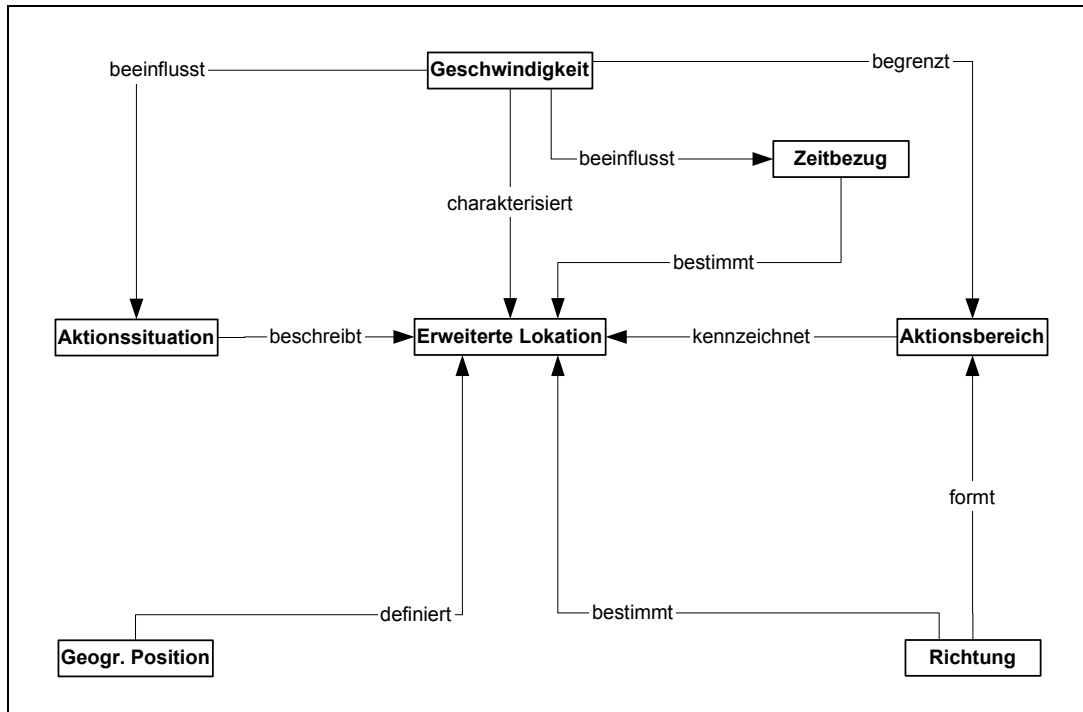 beeinflusst
Geschwindigkeit
begrenzt
beeinflusst
Zeitbezug
charakterisiert
bestimmt
Aktionssituation
beschreibt
Erweiterte Lokation
kennzeichnet
Aktionsbereich
formt
definiert
bestimmt
Geogr. Position
Richtung